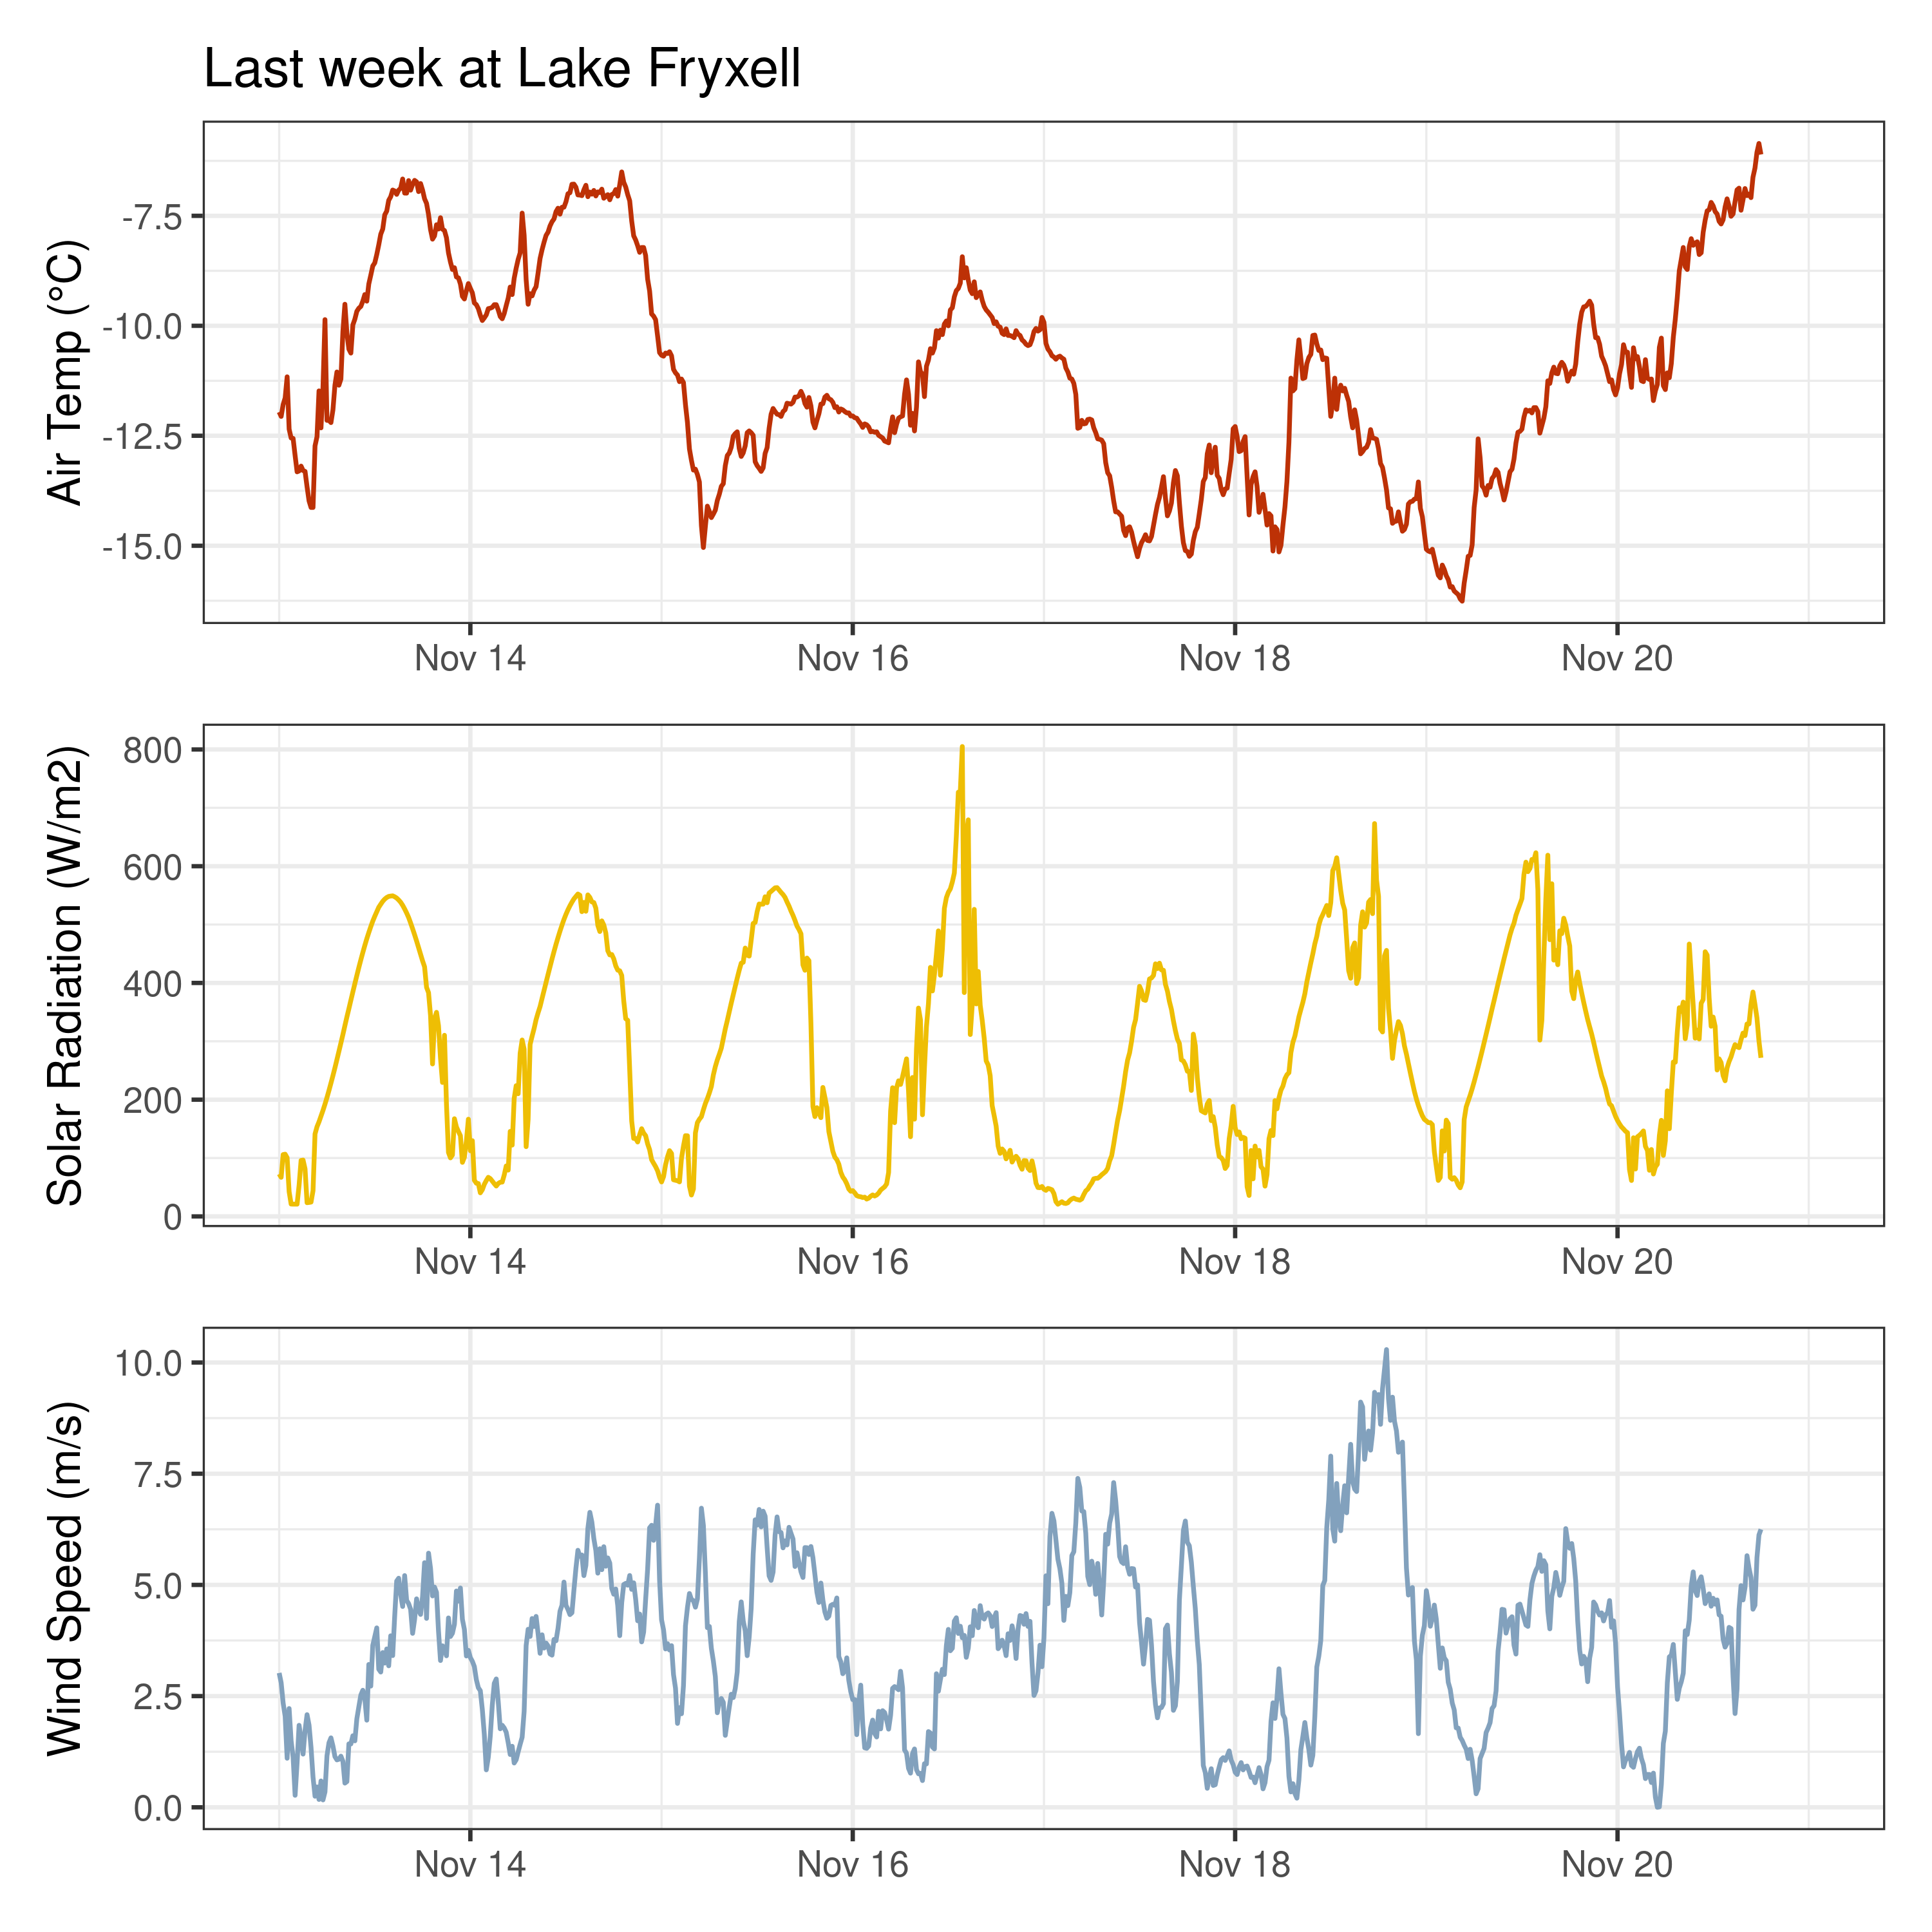 Last week at Lake Fryxell
Air Temp (°C)
-7.5
-10.0
-12.5
-15.0
Nov 14 Nov 16 Nov 18 Nov 20
Solar Radiation (W/m2)
800
600
400
200
0
Nov 14 Nov 16 Nov 18 Nov 20
Wind Speed (m/s)
10.0
7.5
5.0
2.5
0.0
Nov 14 Nov 16 Nov 18 Nov 20